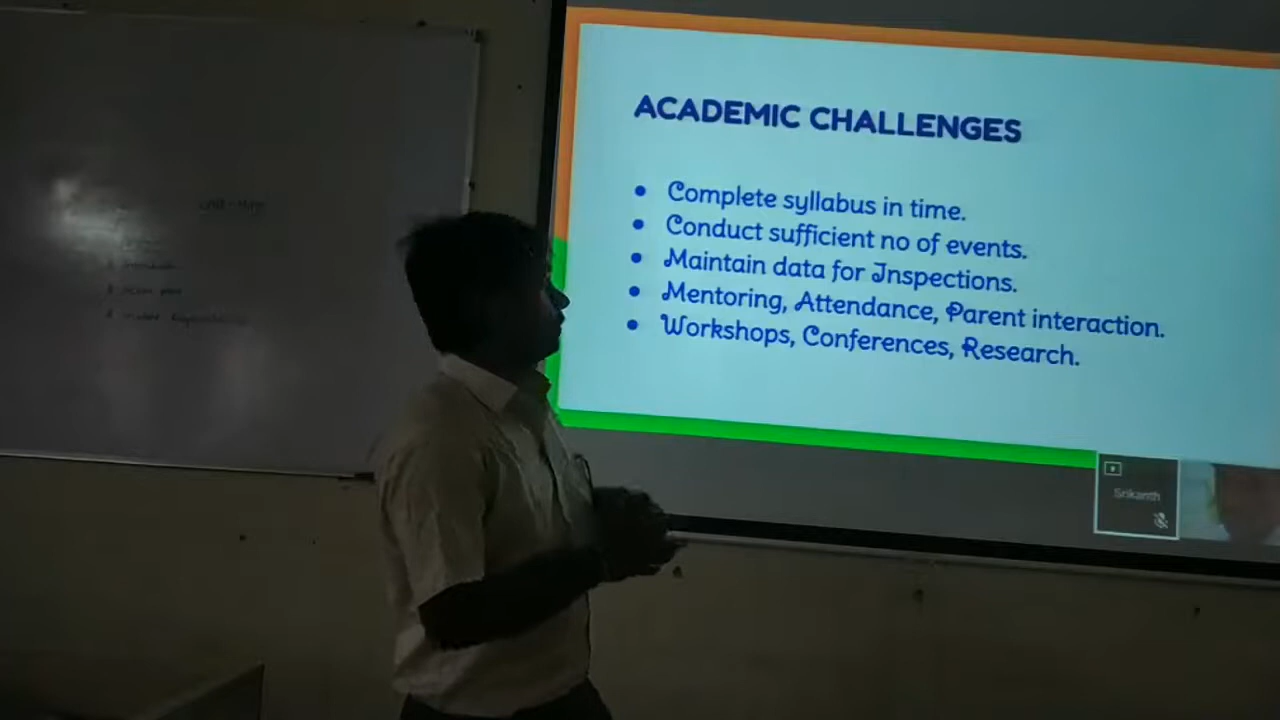 ACADEMIC CHALLENGES
• Complete syllabus in time.
• Conduct sufficient no of events.
• Maintain data for Inspections.
• Mentoring, Attendance, Parent interaction.
• Workshops, Conferences, Research.
Srikanth